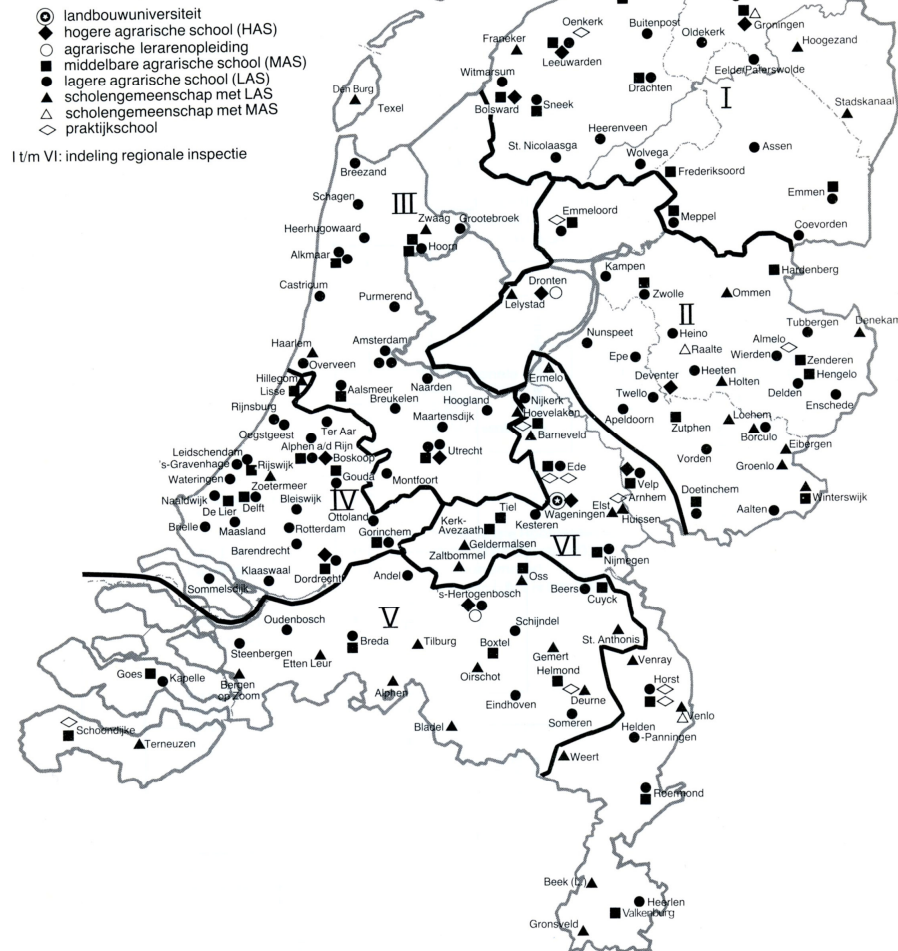 landbouwuniversiteit
hogere agrarische school (HAS)
agrarische lerarenopleiding
middelbare agrarische school (MAS)
lagere agrarische school (LAS)
scholengemeenschap met LAS
scholengemeenschap met MAS
praktijkschool
I t/m VI: indeling regionale inspectie
Den Burg
Texel
Oenkerk
Buitenpost
Oldekerk
Groningen
Hoogezand
Franeker
Leeuwarden
Eelde/Paterswolde
Witmarsum
Drachten
I
Bolsward
Sneek
Stadskanaal
Heerenveen
St. Nicolaasga
Wolvega
Assen
Breezand
Frederiksoord
Emmen
Schagen
III
Zwaag
Grootebroek
Emmeloord
Meppel
Heerhugowaard
Hoorn
Coevorden
Alkmaar
Kampen
Hardenberg
Castricum
Dronten
Zwolle
Ommen
Purmerend
Lelystad
II
Denekam
Tubbergen
Nunspeet
Heino
Almelo
Amsterdam
Raalte
Wierden
Haarlem
Overveen
Epe
Zenderen
Ermelo
Heeten
Hengelo
Hillegom
Lisse
Aalsmeer
Naarden
Deventer
Holten
Delden
Breukelen
Hoogland
Nijkerk
Twello
Enschede
Rijnsburg
Maartensdijk
Hoevelaken
Apeldoorn
Lochem
Oegstgeest
Ter Aar
Barneveld
Zutphen
Borculo
Leidschendam
Alphen a/d Rijn
Utrecht
Eibergen
's-Gravenhage
Rijswijk
Boskoop
Vorden
Groenlo
Wateringen
Zoetermeer
Gouda
Montfoort
Ede
Velp
Naaldwijk
De Lier
Delft
Bleiswijk
IV
Arnhem
Doetinchem
Winterswijk
Ottoland
Tiel
Wageningen
Elst
Huissen
Aalten
Brielle
Maasland
Rotterdam
Gorinchem
Kerk-
Avezaath
Kesteren
Barendrecht
Geldermalsen
VI
Zaltbommel
Nijmegen
Klaaswaal
Dordrecht
Andel
Oss
Sommelsdijk
Beers
Cuyck
's-Hertogenbosch
Oudenbosch
V
Schijndel
St. Anthonis
Steenbergen
Breda
Tilburg
Boxtel
Etten Leur
Gemert
Venray
Oirschot
Helmond
Goes
Kapelle
Bergen
op Zoom
Alphen
Horst
Deurne
Eindhoven
Venlo
Schoondijke
Someren
Terneuzen
Bladel
Helden
-Panningen
Weert
Roermond
Beek (L.)
Heerlen
Valkenburg
Gronsveld